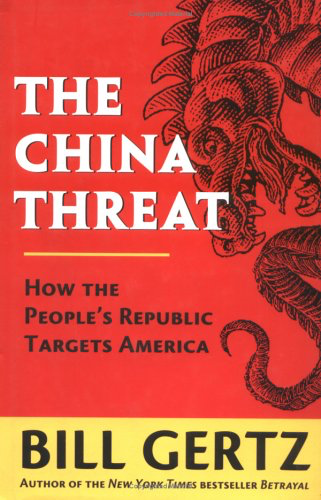 THE
CHINA
THREAT
HOW THE
PEOPLE'S REPUBLIC
TARGETS AMERICA
BILL GERTZ
AUTHOR OF THE NEW YORK TIMES BESTSELLER BETRAYAL